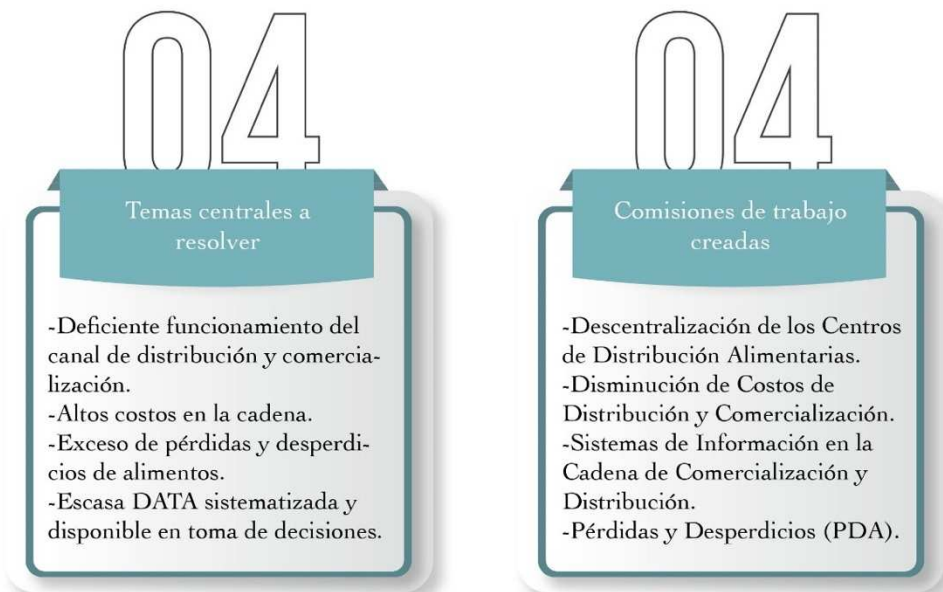 04
Temas centrales a
resolver
-Deficiente funcionamiento del
canal de distribución y comercia-
lización.
-Altos costos en la cadena.
-Exceso de pérdidas y desperdi-
cios de alimentos.
-Escasa DATA sistematizada y
disponible en toma de decisiones.
04
Comisiones de trabajo
creadas
-Descentralización de los Centros
de Distribución Alimentarias.
-Disminución de Costos de
Distribución y Comercialización.
-Sistemas de Información en la
Cadena de Comercialización y
Distribución.
-Pérdidas y Desperdicios (PDA).